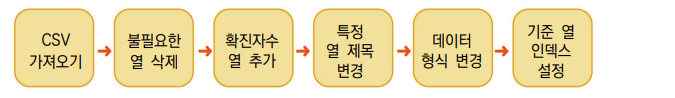 CSV
가져오기
불필요한
열 삭제
확진자수
열 추가
특정
열 제목
변경
데이터
형식 변경
기준 열
인덱스
설정